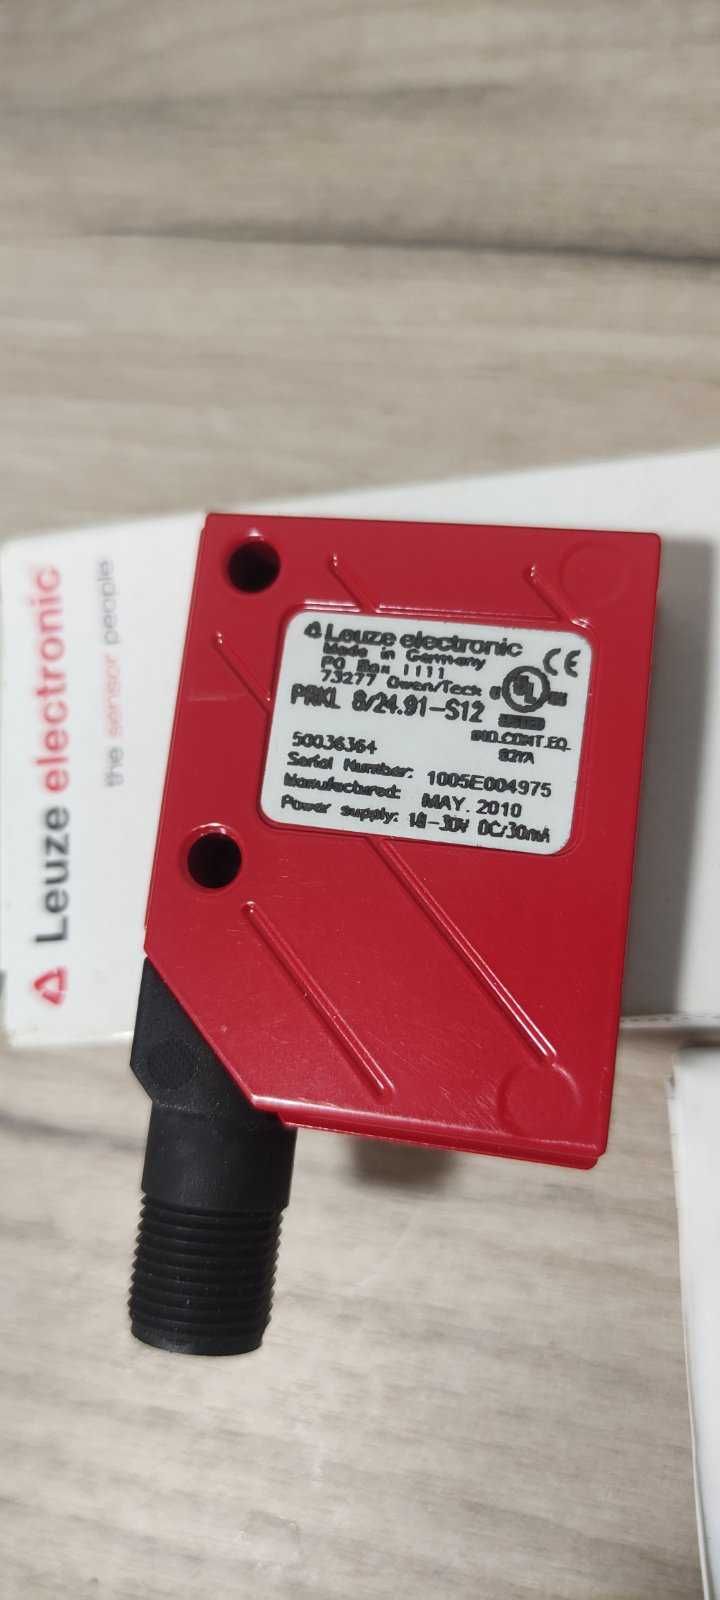 Leuze electronic
the sensor people
Leuze electronic
Made in Germany
PO Box 1111
73277 Owen/Teck
PRKL 8/24.91-S12
50036364
Serial Number: 1005E004975
Manufactured: MAY. 2010
Power supply: 10-30V DC/30mA
CE
UL
LISTED
IND.CONT.EQ.